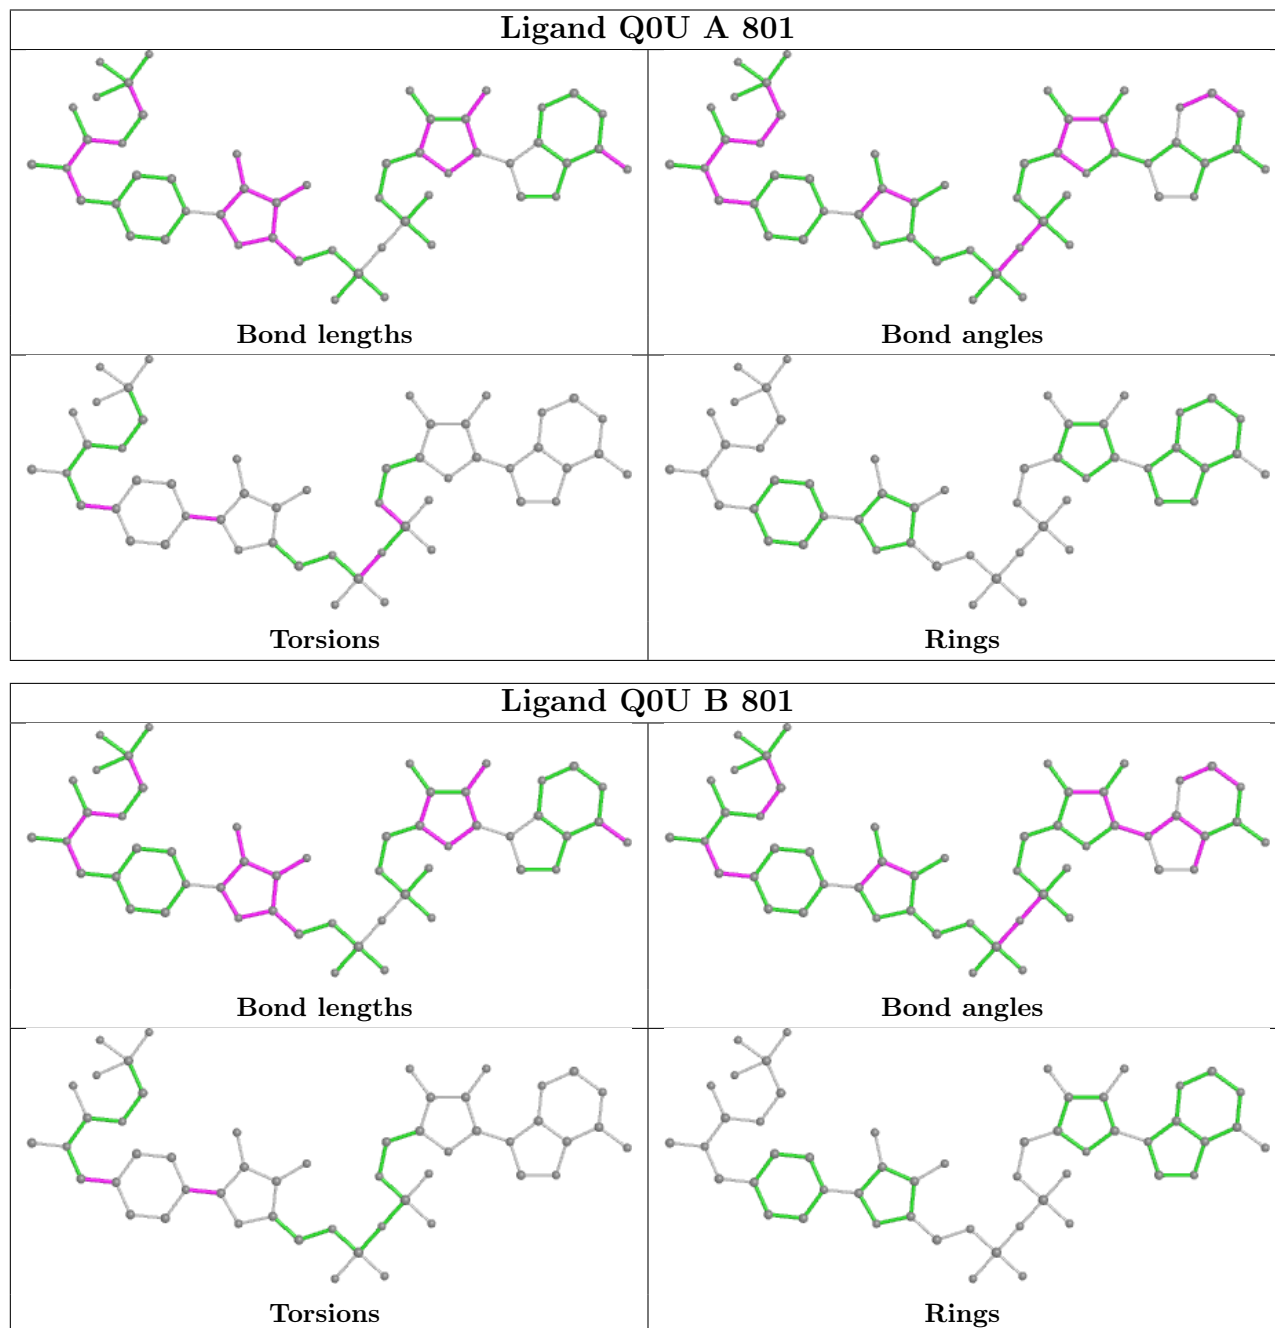 Ligand Q0U A 801
Bond lengths
Bond angles
Torsions
Rings
Ligand Q0U B 801
Bond lengths
Bond angles
Torsions
Rings